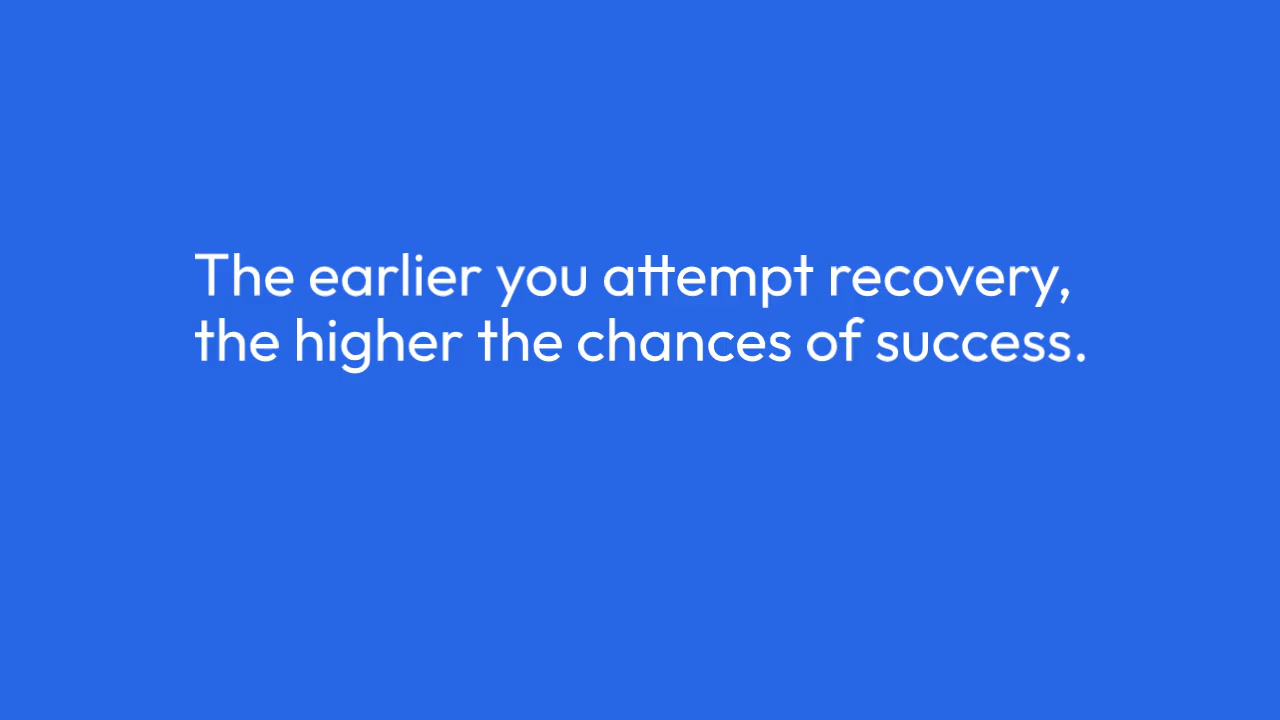 The earlier you attempt recovery,
the higher the chances of success.